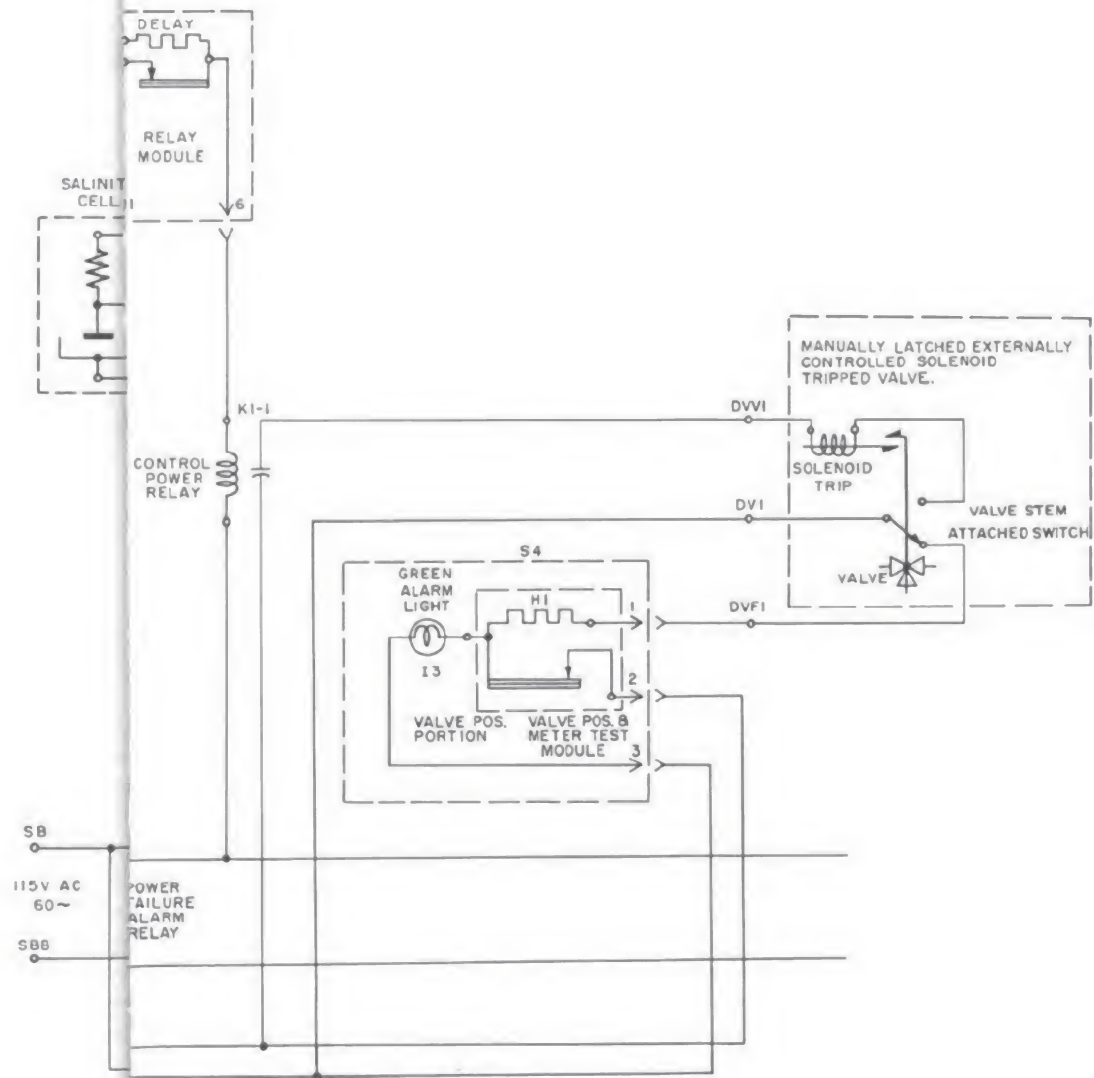 DELAY
RELAY
MODULE
6
SALINIT
CELL
K1-1
CONTROL
POWER
RELAY
DVV1
DV1
DVF1
MANUALLY LATCHED EXTERNALLY
CONTROLLED SOLENOID
TRIPPED VALVE.
SOLENOID
TRIP
VALVE STEM
ATTACHED SWITCH
VALVE
S4
GREEN
ALARM
LIGHT
H1
1
I3
2
VALVE POS.
PORTION
VALVE POS. &
METER TEST
MODULE
3
SB
115V AC
60~
SBB
POWER
FAILURE
ALARM
RELAY